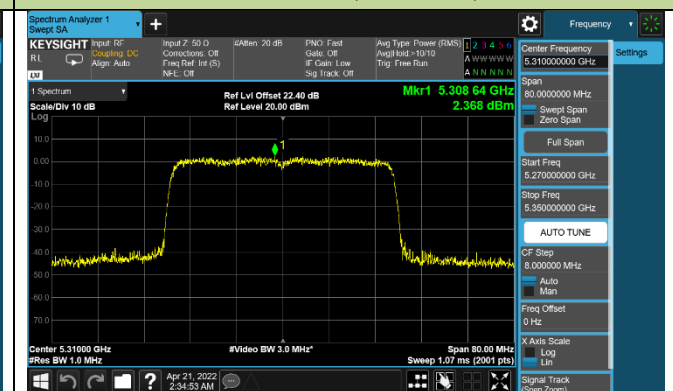 Spectrum Analyzer 1
Swept SA
+
Frequency
KEYSIGHT
RL
LXI
Input: RF
Coupling: DC
Align: Auto
Input Z: 50 Ω
Corrections: Off
Freq Ref: Int (S)
NFE: Off
#Atten: 20 dB
PNO: Fast
Gate: Off
IF Gain: Low
Sig Track: Off
Avg Type: Power (RMS)
Avg|Hold:>10/10
Trig: Free Run
1 2 3 4 5 6
A W W W W W
A N N N N N
Center Frequency
5.310000000 GHz
Settings
Span
80.0000000 MHz
Swept Span
Zero Span
Full Span
Start Freq
5.270000000 GHz
Stop Freq
5.350000000 GHz
AUTO TUNE
CF Step
8.000000 MHz
Auto
Man
Freq Offset
0 Hz
X Axis Scale
Log
Lin
Signal Track
(Span Zoom)
1 Spectrum
Scale/Div 10 dB
Log
Ref Lvl Offset 22.40 dB
Ref Level 20.00 dBm
Mkr1 5.308 64 GHz
2.368 dBm
10.0
0.00
-10.0
-20.0
-30.0
-40.0
-50.0
-60.0
-70.0
1
Center 5.31000 GHz
#Res BW 1.0 MHz
#Video BW 3.0 MHz*
Span 80.00 MHz
Sweep 1.07 ms (2001 pts)
?
Apr 21, 2022
2:34:53 AM